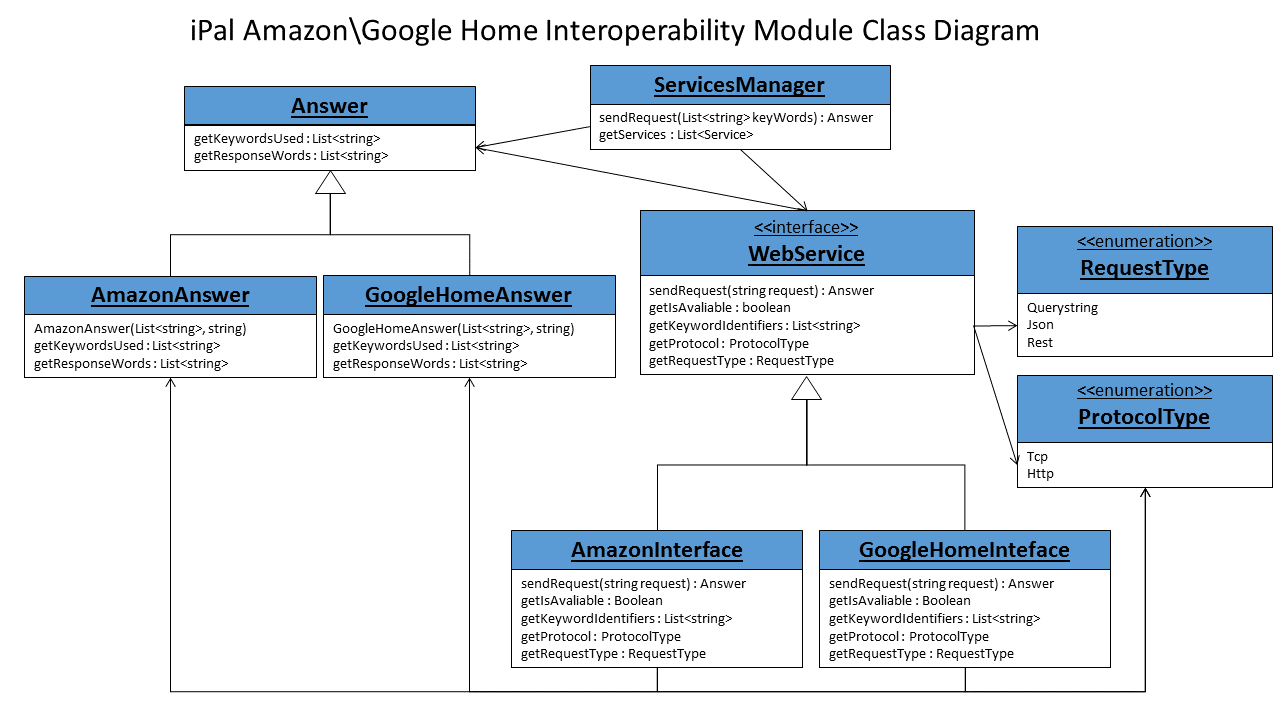 iPal Amazon\Google Home Interoperability Module Class Diagram
Answer
getKeywordsUsed : List<string>
getResponseWords : List<string>
ServicesManager
sendRequest(List<string> keyWords) : Answer
getServices : List<Service>
<<interface>>
WebService
sendRequest(string request) : Answer
getIsAvaliable : boolean
getKeywordIdentifiers : List<string>
getProtocol : ProtocolType
getRequestType : RequestType
<<enumeration>>
RequestType
Querystring
Json
Rest
AmazonAnswer
AmazonAnswer(List<string>, string)
getKeywordsUsed : List<string>
getResponseWords : List<string>
GoogleHomeAnswer
GoogleHomeAnswer(List<string>, string)
getKeywordsUsed : List<string>
getResponseWords : List<string>
<<enumeration>>
ProtocolType
Tcp
Http
AmazonInterface
sendRequest(string request) : Answer
getIsAvaliable : Boolean
getKeywordIdentifiers : List<string>
getProtocol : ProtocolType
getRequestType : RequestType
GoogleHomeInteface
sendRequest(string request) : Answer
getIsAvaliable : Boolean
getKeywordIdentifiers : List<string>
getProtocol : ProtocolType
getRequestType : RequestType